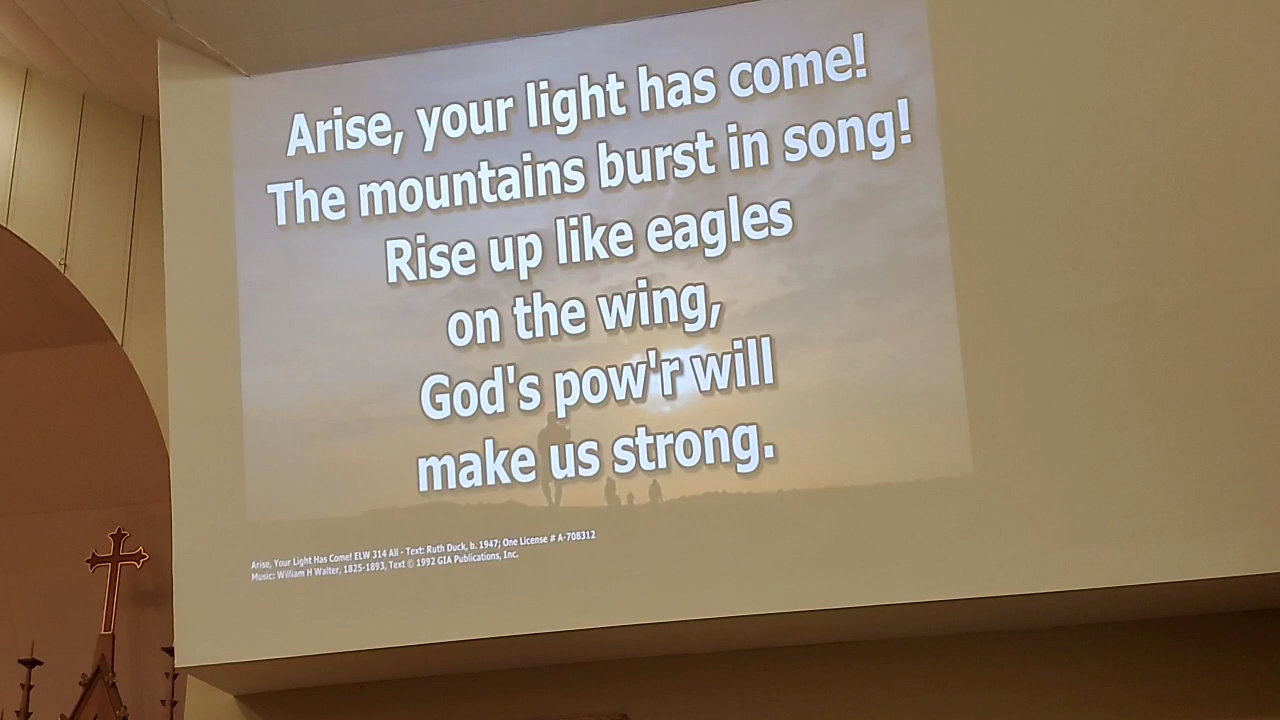 Arise, your light has come!
The mountains burst in song!
Rise up like eagles
on the wing,
God's pow'r will
make us strong.
Arise, Your Light Has Come! ELW 314 All - Text: Ruth Duck, b. 1947; One License # A-708312
Music: William H Walter, 1825-1893, Text © 1992 GIA Publications, Inc.